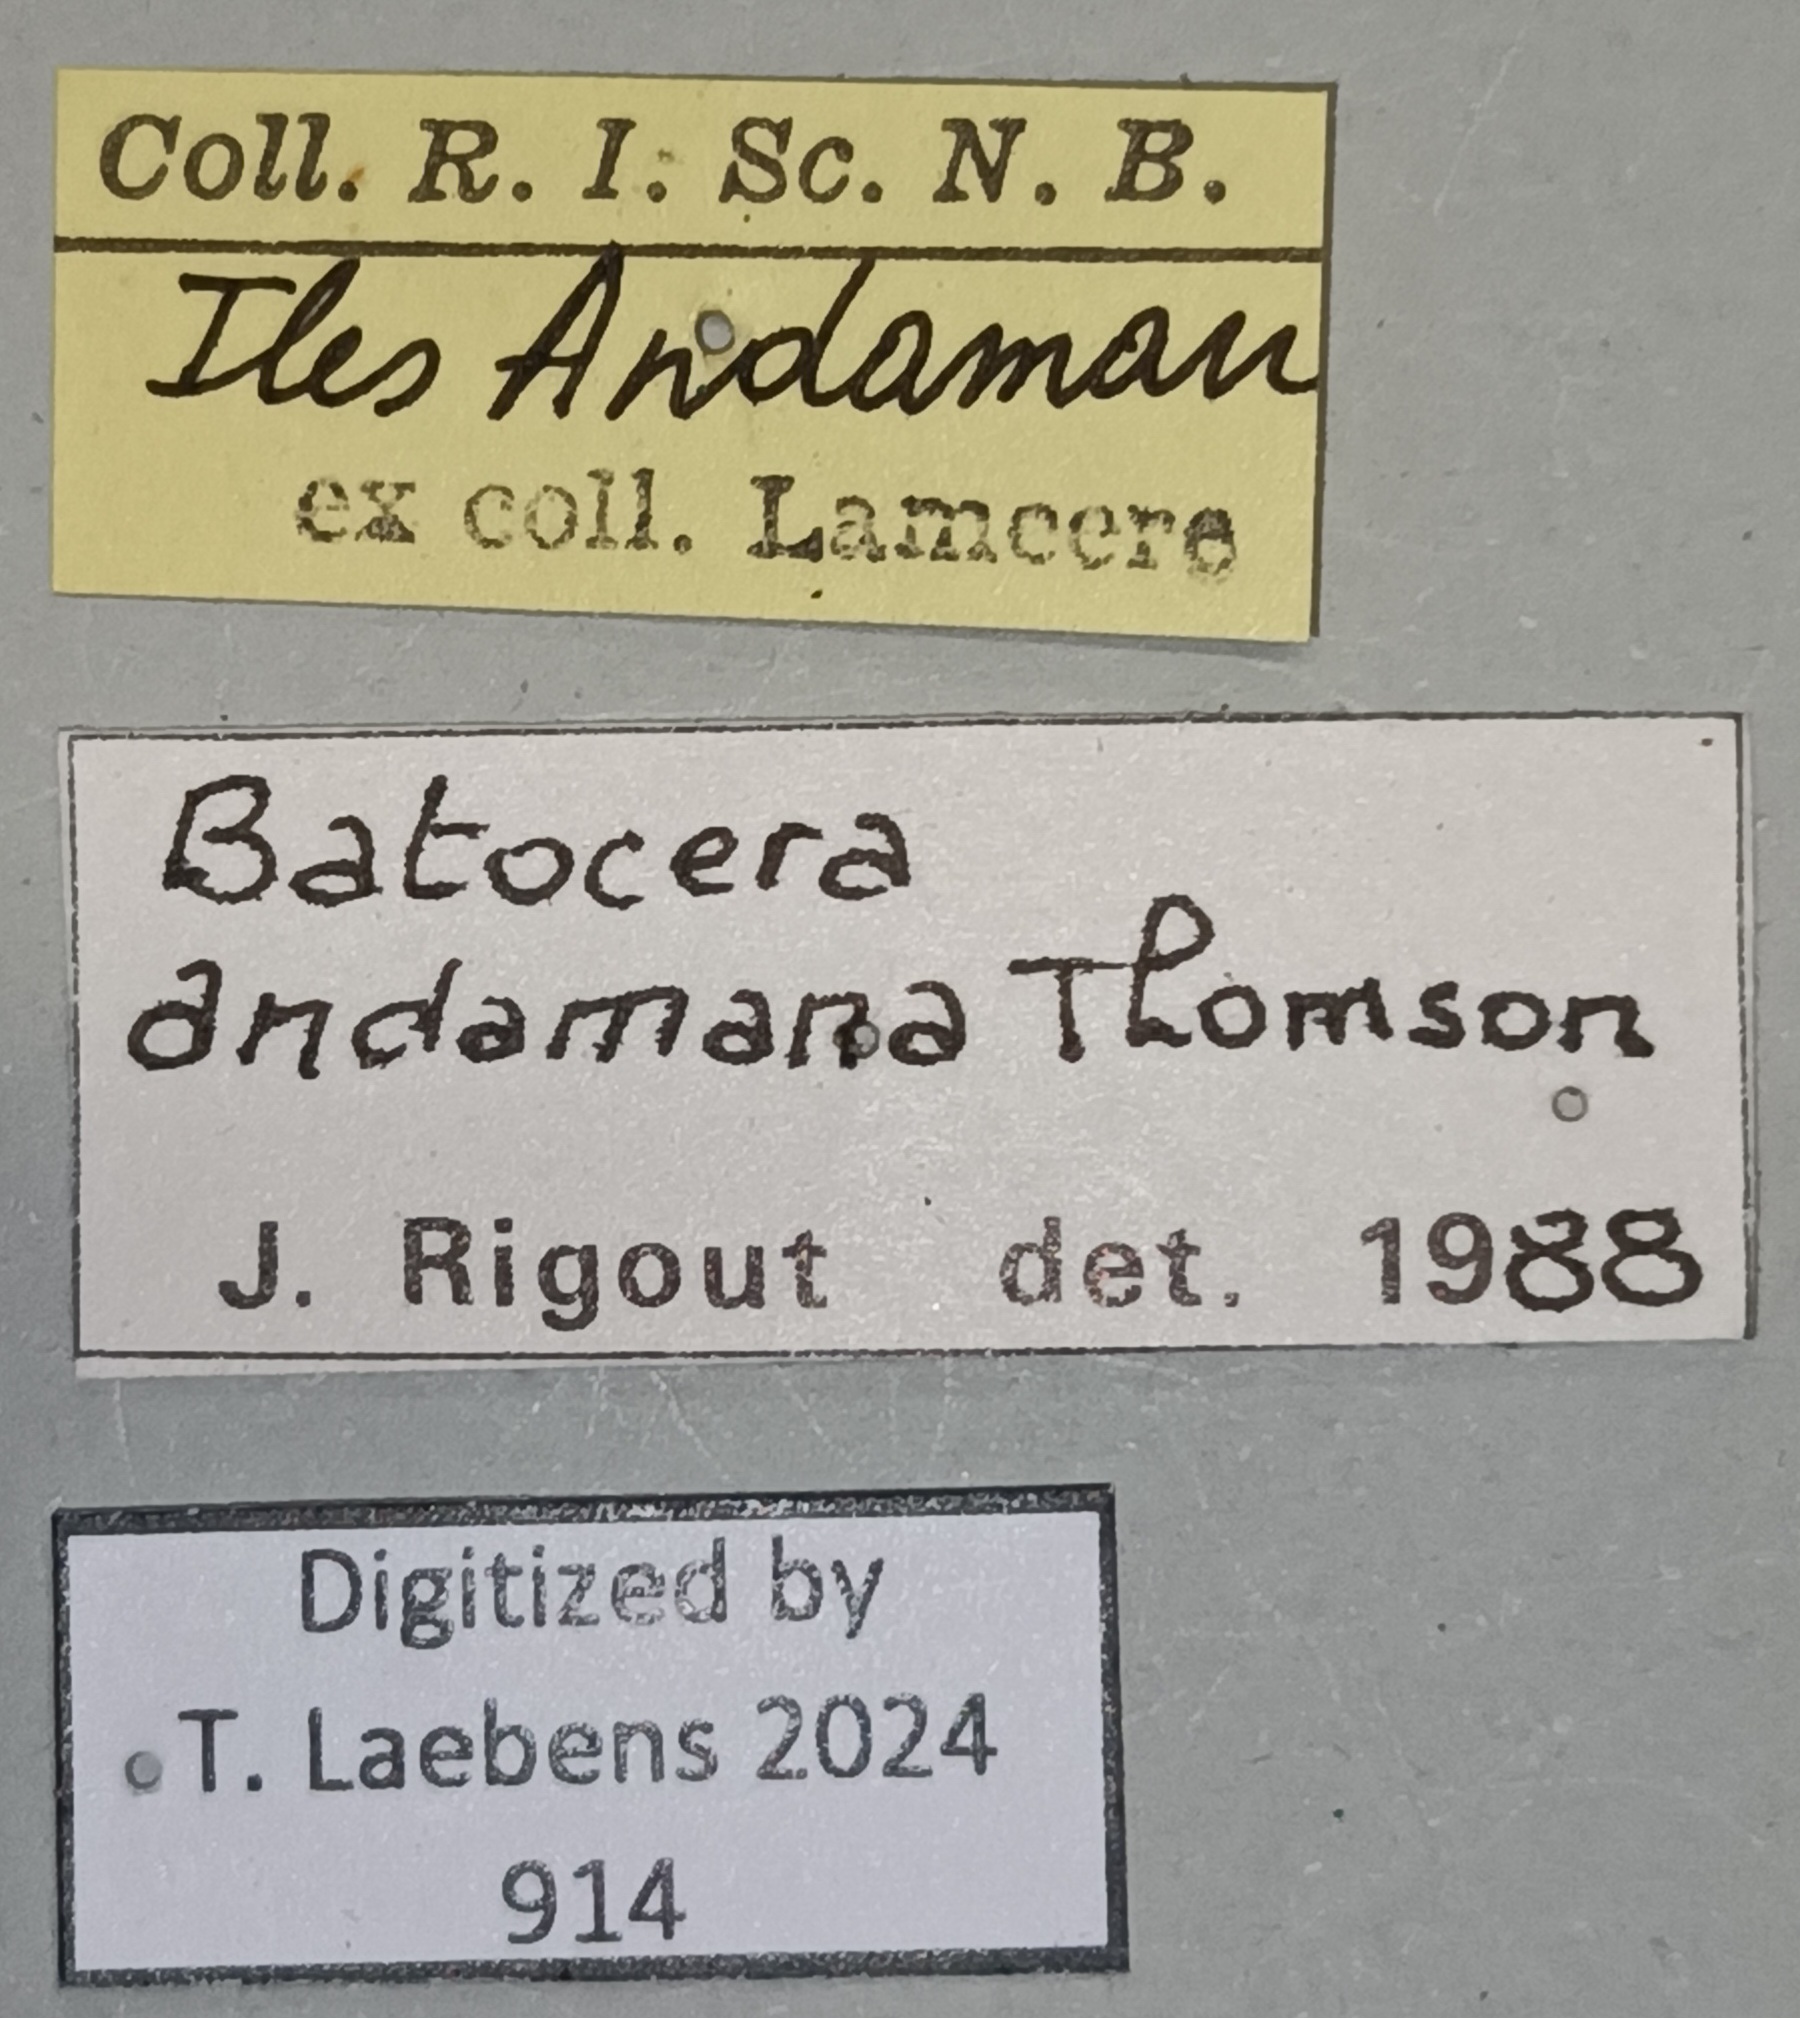 Coll. R. I. Sc. N. B.
Iles Andaman
ex coll. Lameere
Batocera
andamana Thomson
J. Rigout det. 1988
Digitized by
T. Laebens 2024
914